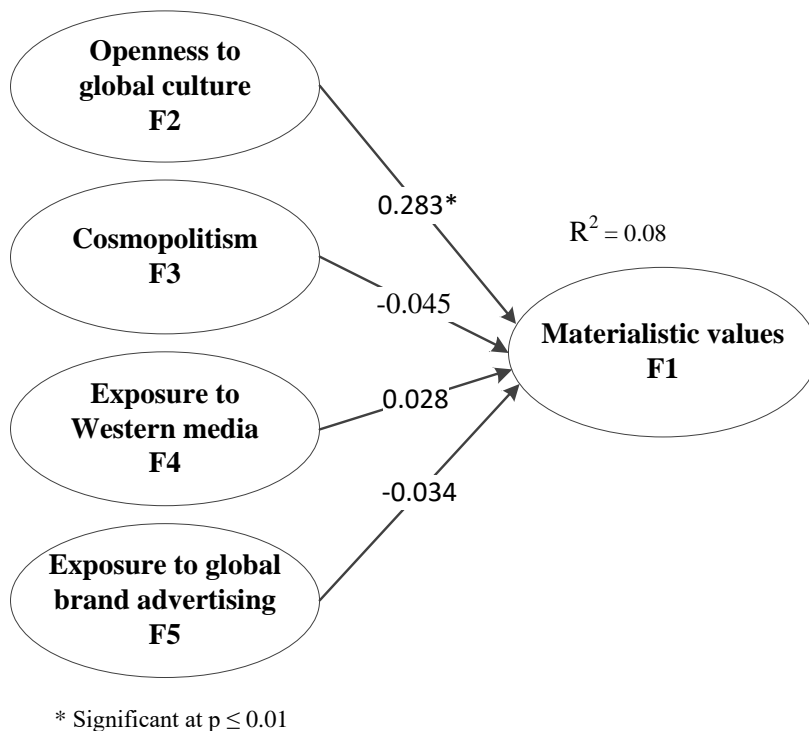 Openness to
global culture
F2
0.283*
R² = 0.08
Cosmopolitism
F3
-0.045
Materialistic values
F1
Exposure to
Western media
F4
0.028
-0.034
Exposure to global
brand advertising
F5
* Significant at p ≤ 0.01